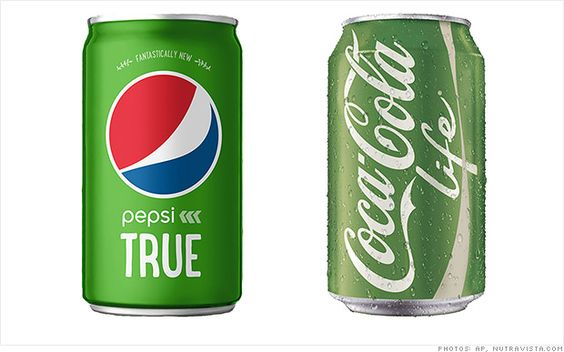 FANTASTICALLY NEW
pepsi
TRUE
Coca-Cola
life
PHOTOS: AP, NUTRAVISTA.COM